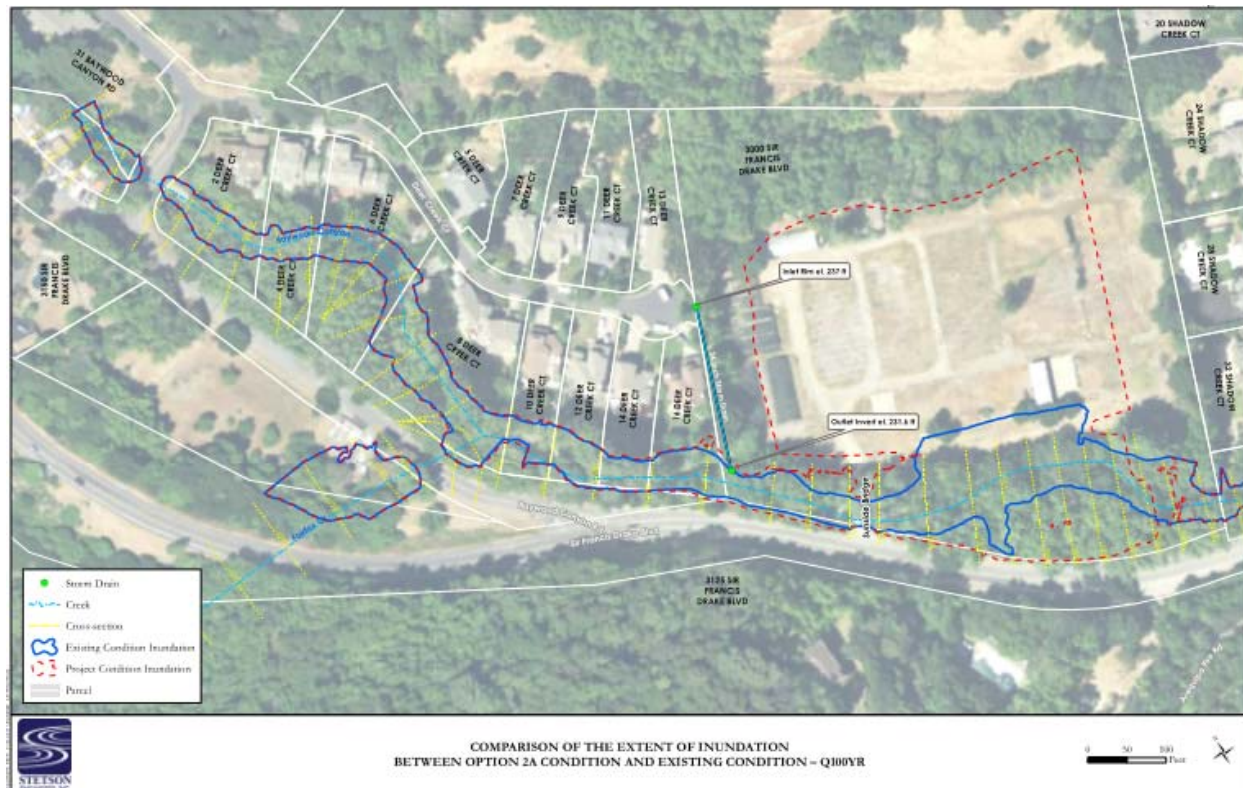 20 SHADOW
CREEK CT
31 BAYWOOD
CANYON RD
24 SHADOW
CREEK CT
5 DEER
CREEK CT
3000 SIR
FRANCIS
DRAKE BLVD
2 DEER
CREEK CT
7 DEER
CREEK CT
9 DEER
CREEK CT
11 DEER
CREEK CT
13 DEER
CREEK CT
6 DEER
CREEK CT
Deer Creek Ct
28 SHADOW
CREEK CT
Inlet Rim el. 237 ft
4 DEER
CREEK CT
FRANCIS
DRAKE BLVD
8 DEER
CREEK CT
32 SHADOW
CREEK CT
10 DEER
CREEK CT
12 DEER
CREEK CT
14 DEER
CREEK CT
16 DEER
CREEK CT
Outlet Invert el. 231.6 ft
Sunnyside Bridge
Fairfax
Baywood Canyon Rd
Sir Francis Drake Blvd
3125 SIR
FRANCIS
DRAKE BLVD
Storm Drain
Creek
Cross-section
Existing Condition Inundation
Project Condition Inundation
Parcel
STETSON
COMPARISON OF THE EXTENT OF INUNDATION
BETWEEN OPTION 2A CONDITION AND EXISTING CONDITION – Q100YR
0 50 100
Feet
N